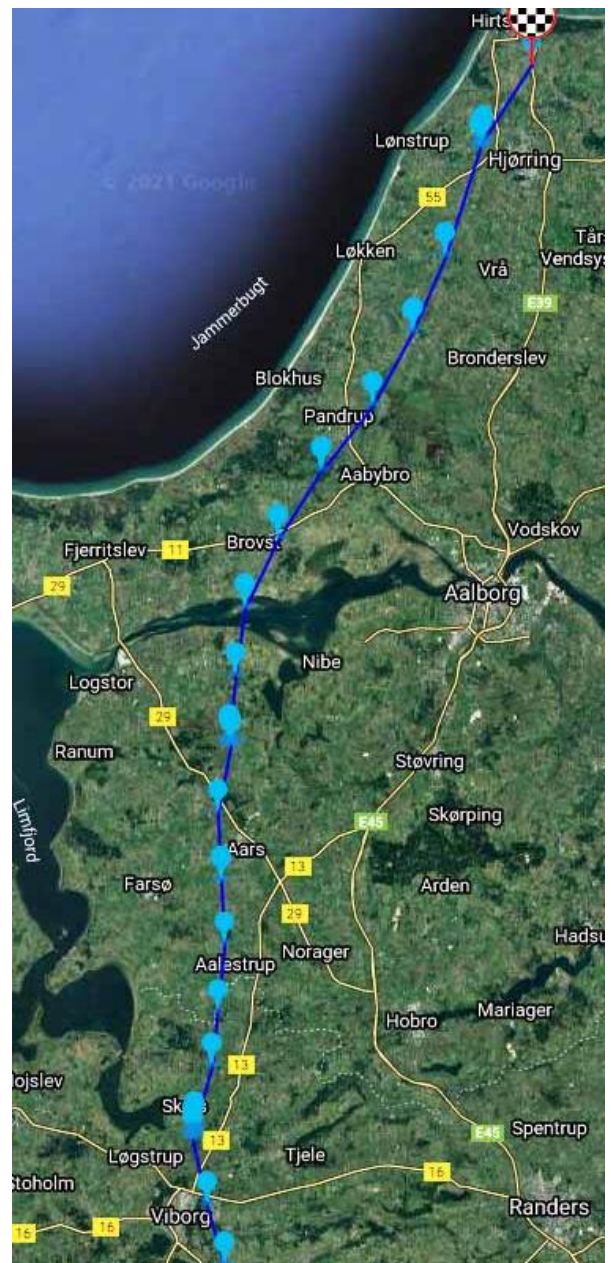 Hirts
Lønstrup
Hjørring
© 2021 Google
55
Tårs
Løkken
Vrå
Vendsys
E39
Jammerbugt
Bronderslev
Blokhus
Pandrup
Aabybro
Vodskov
Brovst
Fjerritslev
11
29
Aalborg
Nibe
Logstor
29
Ranum
Støvring
Limfjord
E45
Skørping
Aars
13
Farsø
Arden
29
Norager
Hadsu
Aalestrup
Mariager
Hobro
13
ojslev
Spentrup
13
E45
Løgstrup
Tjele
16
Stoholm
Viborg
Randers
16
16